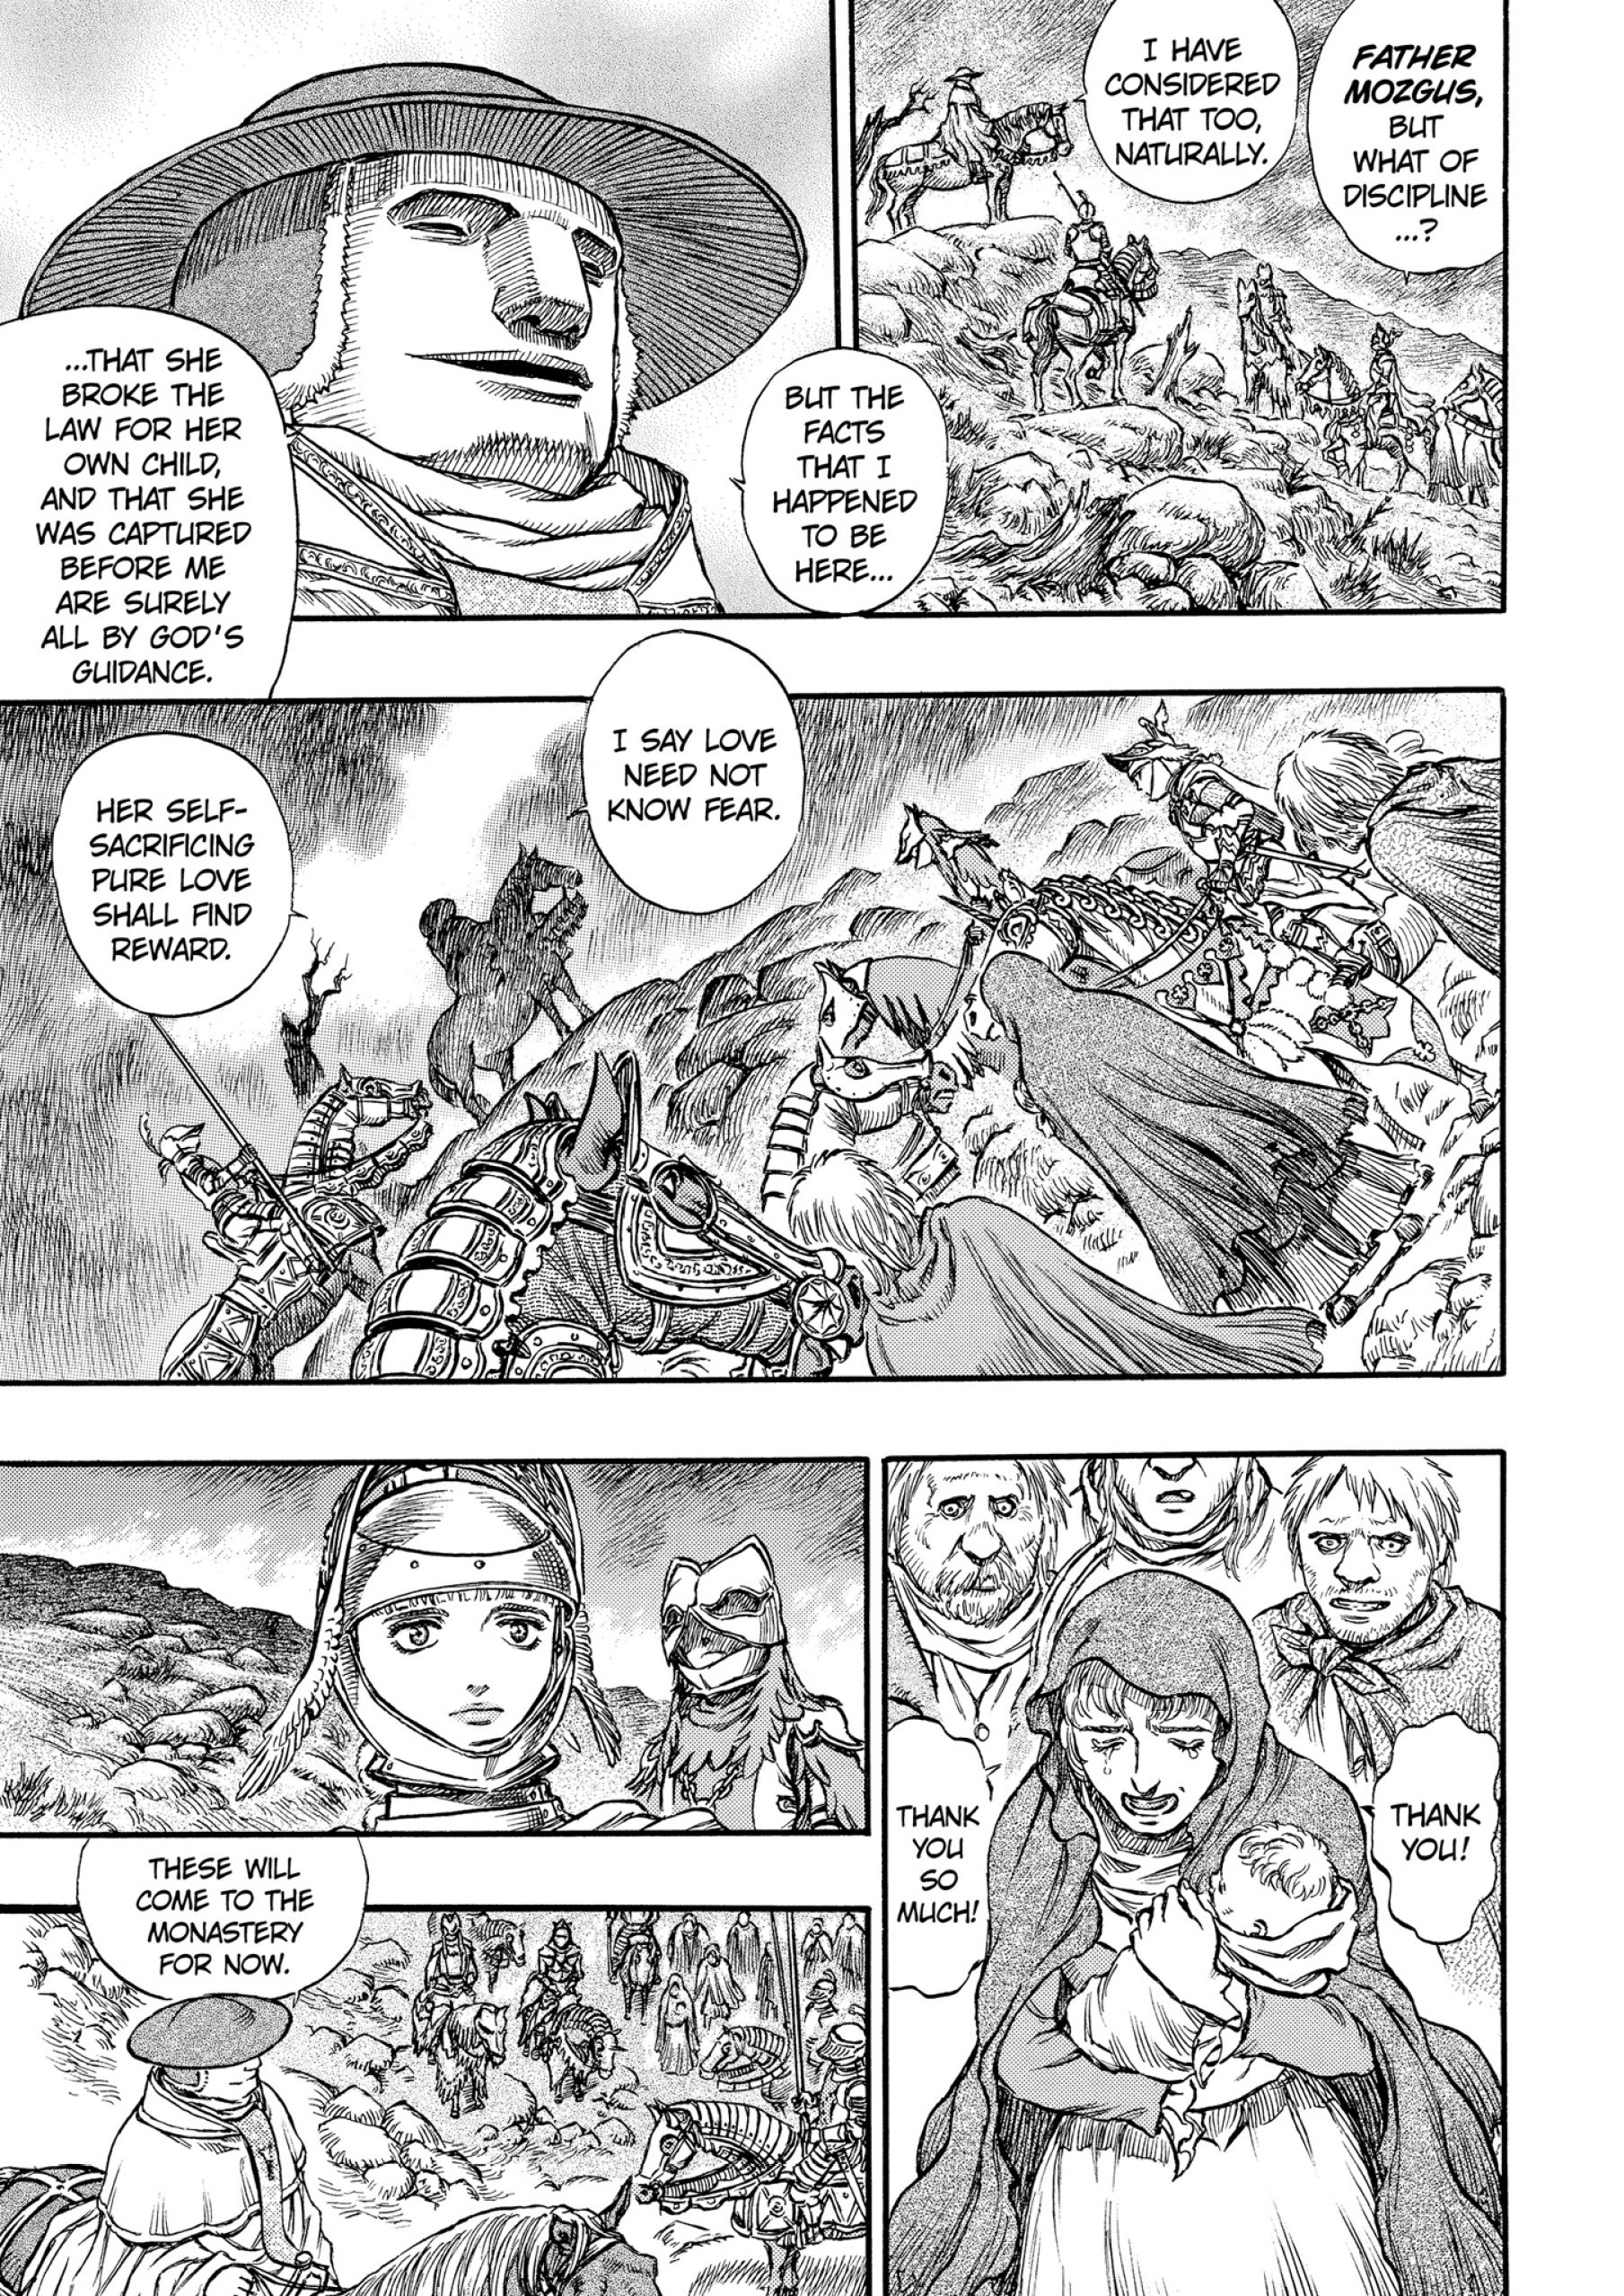 FATHER
MOZGUS,
BUT
WHAT OF
DISCIPLINE
...?
I HAVE
CONSIDERED
THAT TOO,
NATURALLY.
BUT THE
FACTS
THAT I
HAPPENED
TO BE
HERE...
...THAT SHE
BROKE THE
LAW FOR HER
OWN CHILD,
AND THAT SHE
WAS CAPTURED
BEFORE ME
ARE SURELY
ALL BY GOD'S
GUIDANCE.
I SAY LOVE
NEED NOT
KNOW FEAR.
HER SELF-
SACRIFICING
PURE LOVE
SHALL FIND
REWARD.
THANK
YOU!
THANK
YOU
SO
MUCH!
THESE WILL
COME TO THE
MONASTERY
FOR NOW.